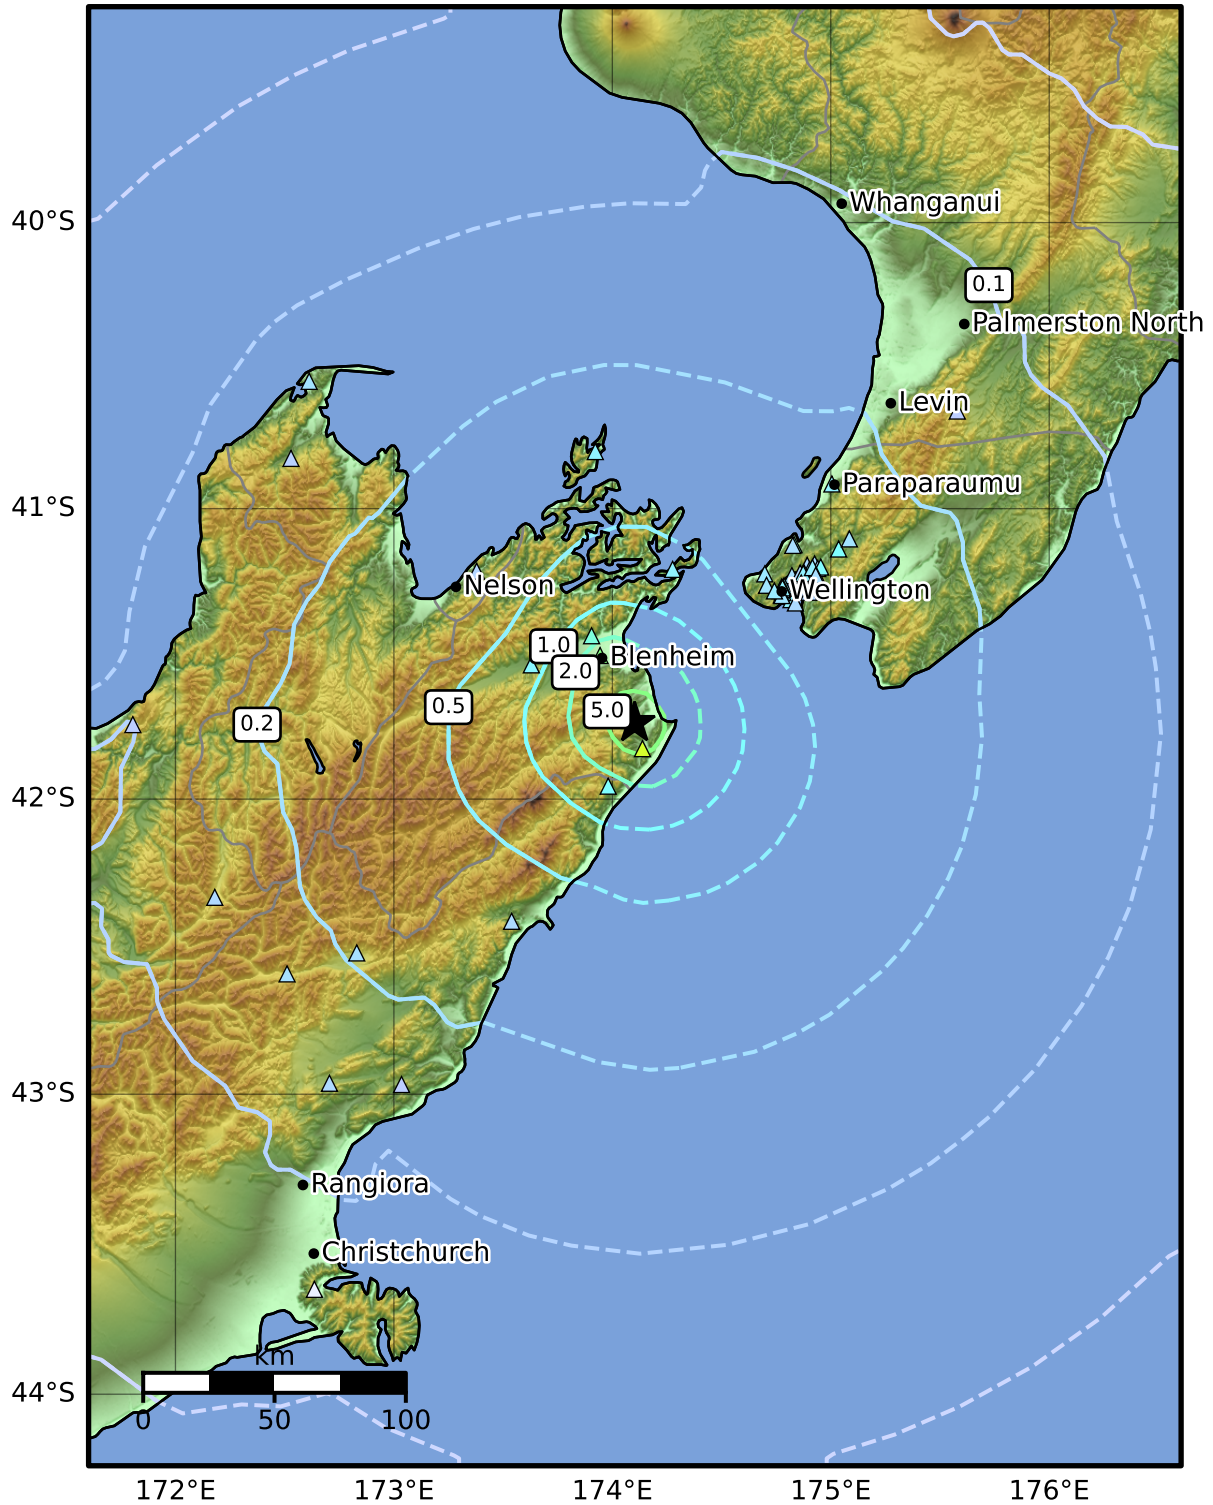 Whanganui
40°S
0.1
Palmerston North
Levin
Paraparaumu
41°S
Nelson
Wellington
1.0
Blenheim
2.0
0.5
5.0
0.2
42°S
43°S
Rangiora
Christchurch
km
44°S
0 50 100
172°E 173°E 174°E 175°E 176°E